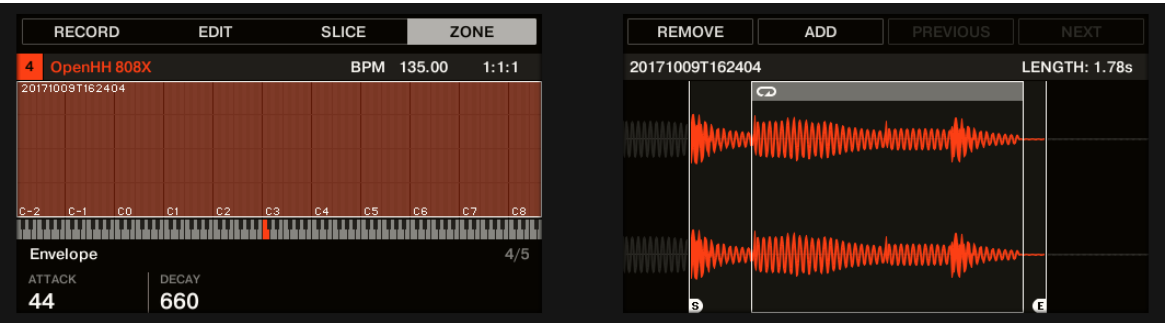 RECORD EDIT SLICE ZONE
4 OpenHH 808X BPM 135.00 1:1:1
20171009T162404
C-2 C-1 C0 C1 C2 C3 C4 C5 C6 C7 C8
Envelope 4/5
ATTACK DECAY
44 660
REMOVE ADD PREVIOUS NEXT
20171009T162404 LENGTH: 1.78s
S E